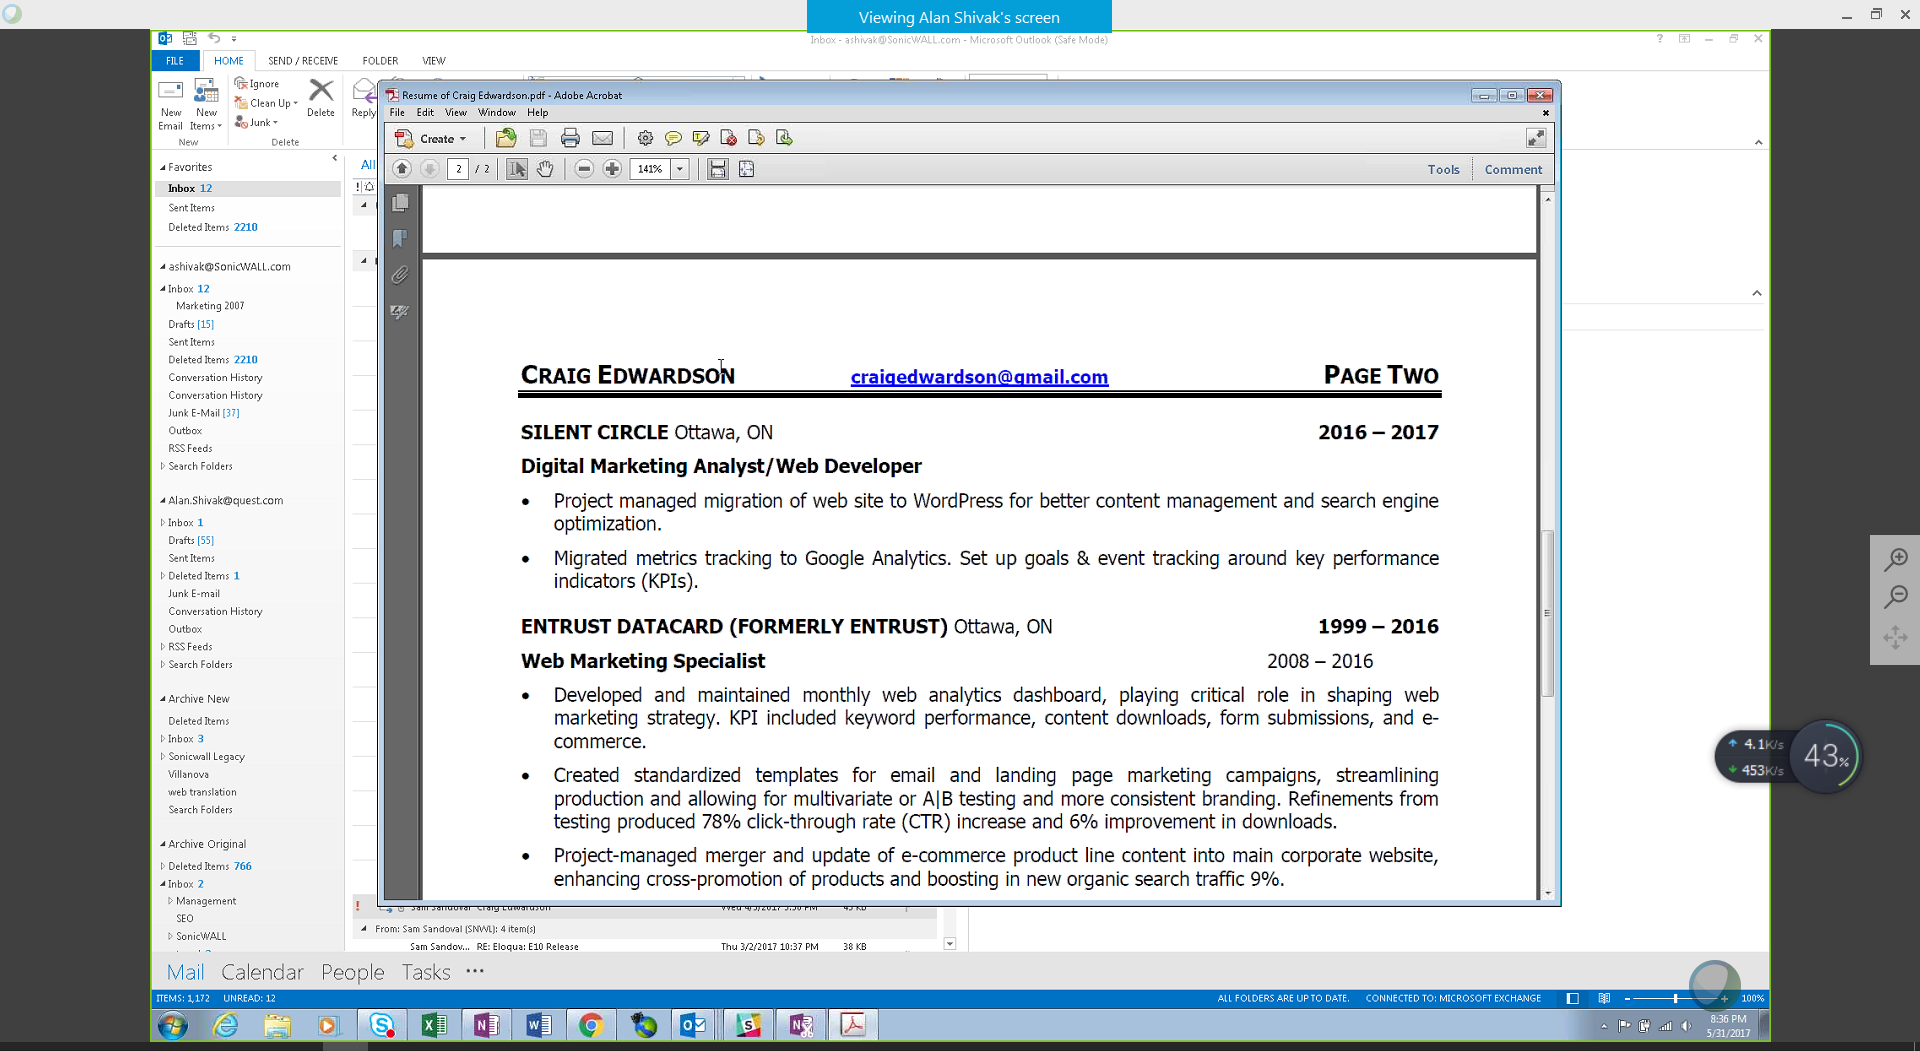 Viewing Alan Shivak's screen
Inbox - ashivak@SonicWALL.com - Microsoft Outlook (Safe Mode)
FILE HOME SEND / RECEIVE FOLDER VIEW
New Email
New Items
Ignore
Clean Up
Junk
Delete
Reply
New
Delete
Resume of Craig Edwardson.pdf - Adobe Acrobat
File Edit View Window Help
Create
2 / 2
141%
Tools
Comment
Favorites
Inbox 12
Sent Items
Deleted Items 2210
ashivak@SonicWALL.com
Inbox 12
Marketing 2007
Drafts [15]
Sent Items
Deleted Items 2210
Conversation History
Conversation History
Junk E-Mail [37]
Outbox
RSS Feeds
Search Folders
Alan.Shivak@quest.com
Inbox 1
Drafts [55]
Sent Items
Deleted Items 1
Junk E-mail
Conversation History
Outbox
RSS Feeds
Search Folders
Archive New
Deleted Items
Inbox 3
Sonicwall Legacy
Villanova
web translation
Search Folders
Archive Original
Deleted Items 766
Inbox 2
Management
SEO
SonicWALL
All
CRAIG EDWARDSON craigedwardson@gmail.com PAGE TWO
SILENT CIRCLE Ottawa, ON 2016 – 2017
Digital Marketing Analyst/Web Developer
• Project managed migration of web site to WordPress for better content management and search engine
optimization.
• Migrated metrics tracking to Google Analytics. Set up goals & event tracking around key performance
indicators (KPIs).
ENTRUST DATACARD (FORMERLY ENTRUST) Ottawa, ON 1999 – 2016
Web Marketing Specialist 2008 – 2016
• Developed and maintained monthly web analytics dashboard, playing critical role in shaping web
marketing strategy. KPI included keyword performance, content downloads, form submissions, and e-
commerce.
• Created standardized templates for email and landing page marketing campaigns, streamlining
production and allowing for multivariate or A|B testing and more consistent branding. Refinements from
testing produced 78% click-through rate (CTR) increase and 6% improvement in downloads.
• Project-managed merger and update of e-commerce product line content into main corporate website,
enhancing cross-promotion of products and boosting in new organic search traffic 9%.
4.1K/s
453K/s
43%
Sam Sandoval Craig Edwardson
From: Sam Sandoval (SNWL): 4 item(s)
Sam Sandov... RE: Eloqua: E10 Release Thu 3/2/2017 10:37 PM 38 KB
Mail Calendar People Tasks •••
ITEMS: 1,172 UNREAD: 12
ALL FOLDERS ARE UP TO DATE. CONNECTED TO: MICROSOFT EXCHANGE
100%
8:36 PM
5/31/2017